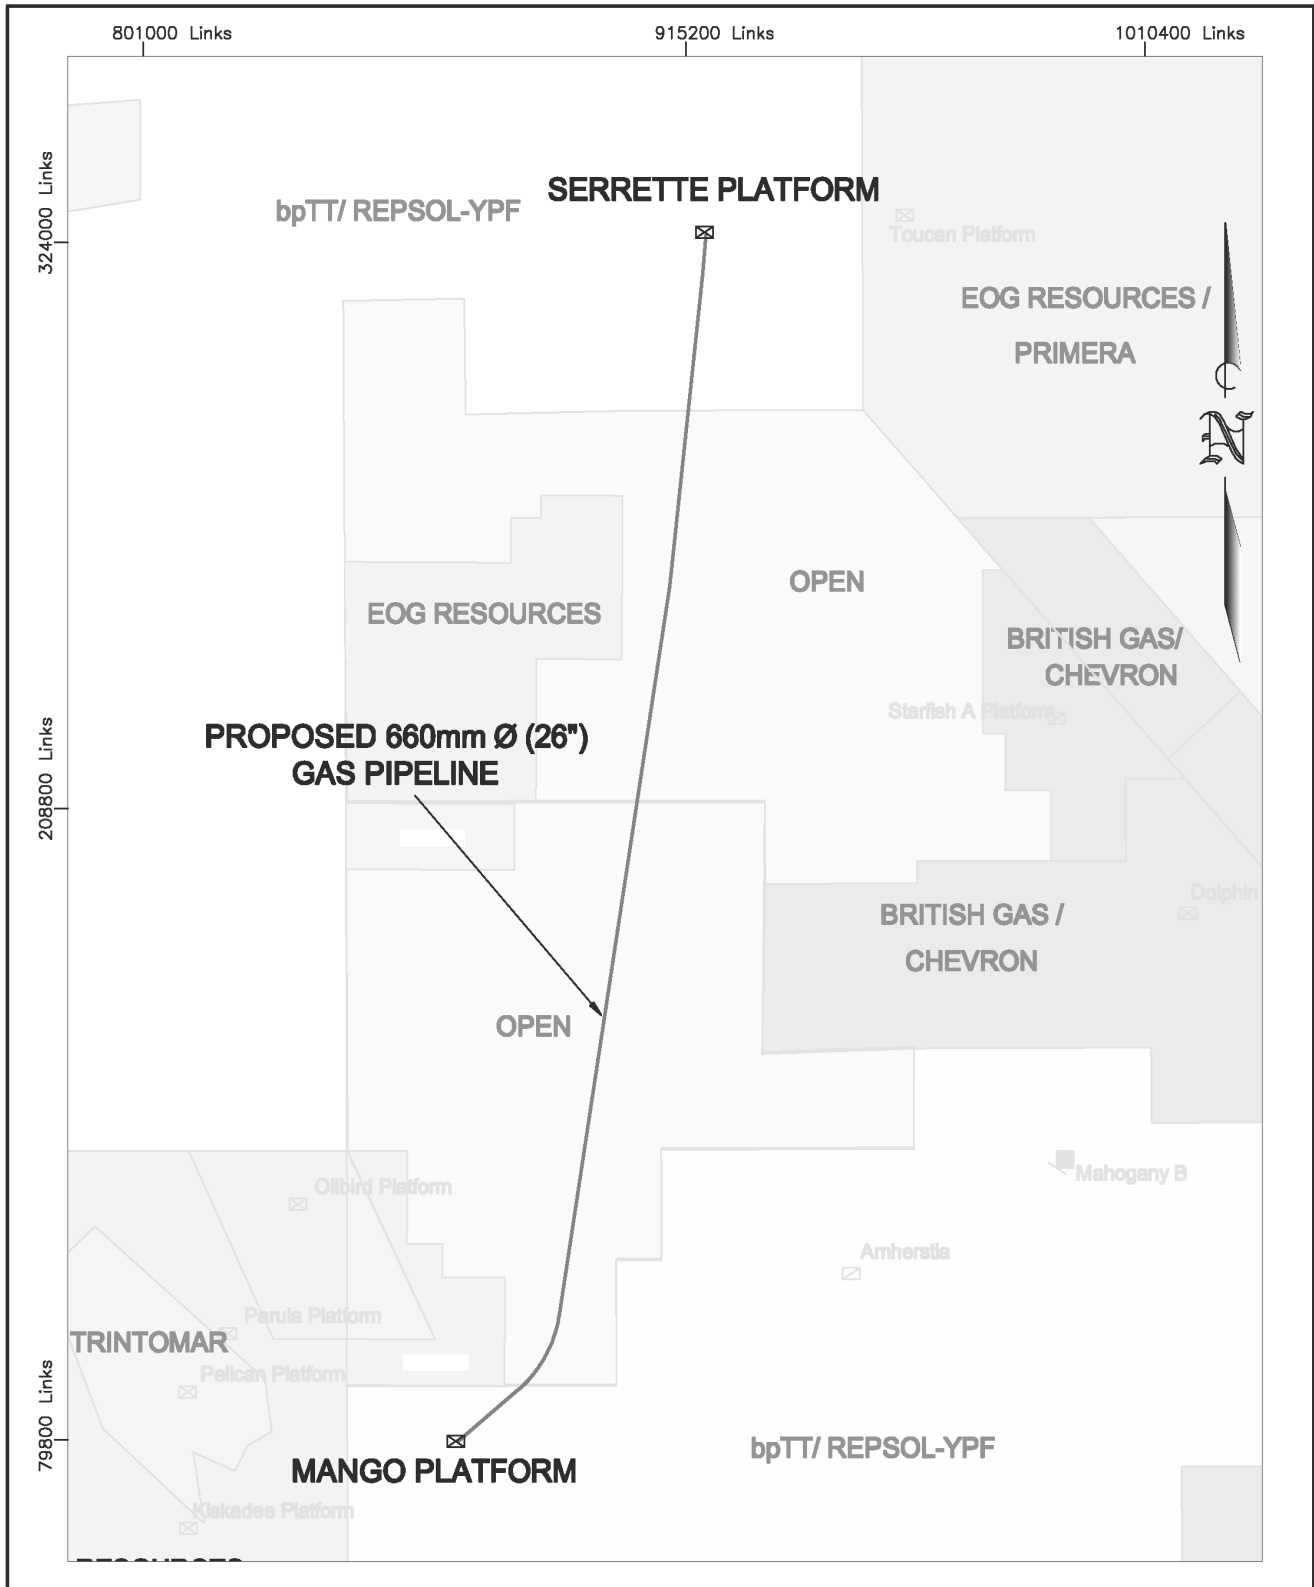 801000 Links
915200 Links
1010400 Links
324000 Links
SERRETTE PLATFORM
bpTT/ REPSOL-YPF
Toucan Platform
EOG RESOURCES /
PRIMERA
N
OPEN
EOG RESOURCES
BRITISH GAS/
CHEVRON
Starfish A Platform
PROPOSED 660mm Ø (26")
GAS PIPELINE
208800 Links
Dolphin
BRITISH GAS /
CHEVRON
OPEN
Mahogany B
Oilbird Platform
Amherstia
Parula Platform
TRINTOMAR
Pelican Platform
79800 Links
bpTT/ REPSOL-YPF
MANGO PLATFORM
Kiskadee Platform